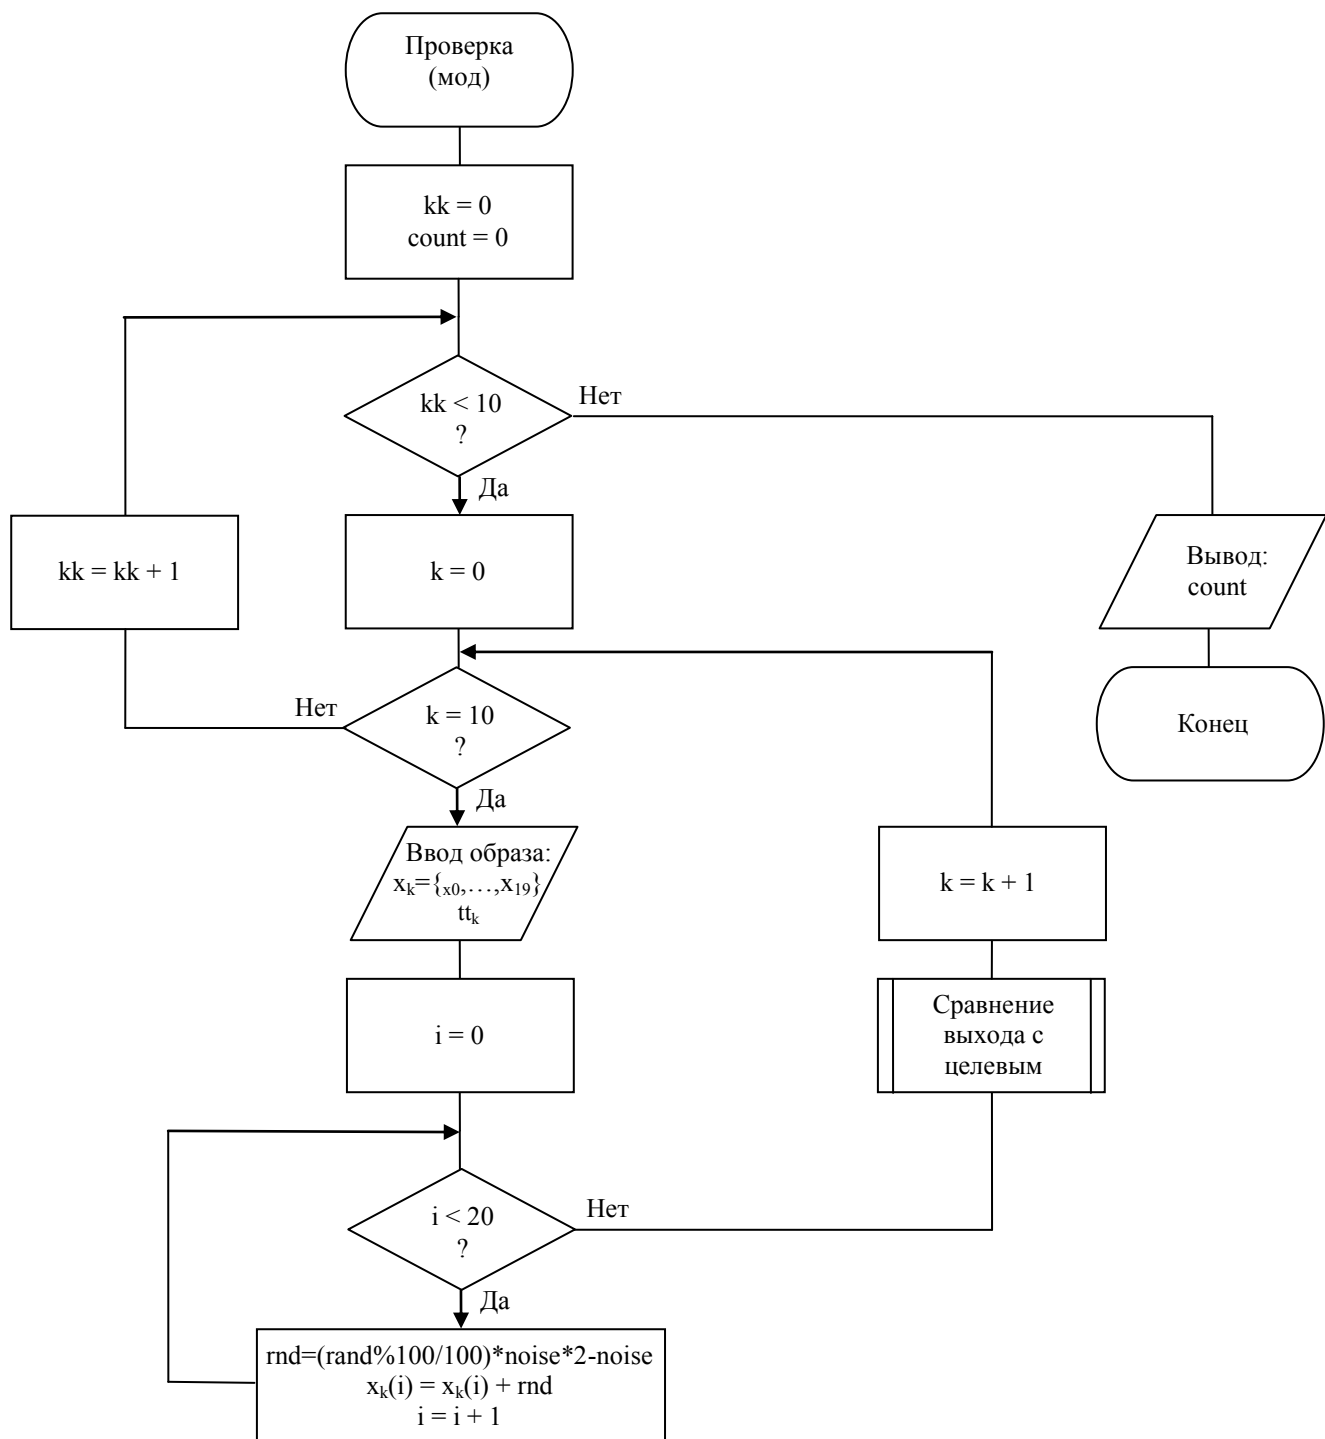 Проверка
(мод)
kk = 0
count = 0
kk < 10
?
Нет
Да
kk = kk + 1
k = 0
Вывод:
count
Нет
k = 10
?
Конец
Да
Ввод образа:
xₖ={x0,…,x₁₉}
ttₖ
k = k + 1
i = 0
Сравнение
выхода с
целевым
i < 20
?
Нет
Да
rnd=(rand%100/100)*noise*2-noise
xₖ(i) = xₖ(i) + rnd
i = i + 1